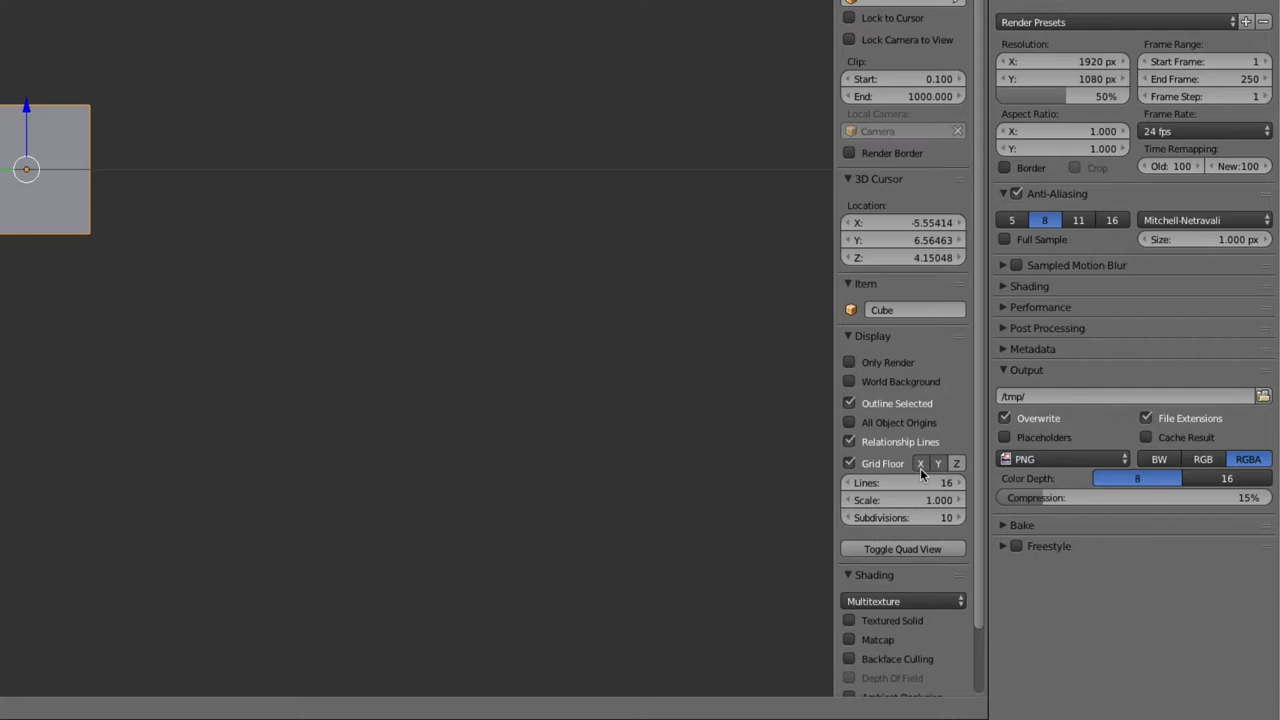 Lock to Cursor
Lock Camera to View
Clip:
Start: 0.100
End: 1000.000
Local Camera:
Camera
Render Border
3D Cursor
Location:
X: -5.55414
Y: 6.56463
Z: 4.15048
Item
Cube
Display
Only Render
World Background
Outline Selected
All Object Origins
Relationship Lines
Grid Floor X Y Z
Lines: 16
Scale: 1.000
Subdivisions: 10
Toggle Quad View
Shading
Multitexture
Textured Solid
Matcap
Backface Culling
Depth Of Field
Render Presets
Resolution:
X: 1920 px
Y: 1080 px
50%
Aspect Ratio:
X: 1.000
Y: 1.000
Border Crop
Frame Range:
Start Frame: 1
End Frame: 250
Frame Step: 1
Frame Rate:
24 fps
Time Remapping:
Old: 100 New:100
Anti-Aliasing
5 8 11 16 Mitchell-Netravali
Full Sample Size: 1.000 px
Sampled Motion Blur
Shading
Performance
Post Processing
Metadata
Output
/tmp/
Overwrite File Extensions
Placeholders Cache Result
PNG BW RGB RGBA
Color Depth: 8 16
Compression: 15%
Bake
Freestyle